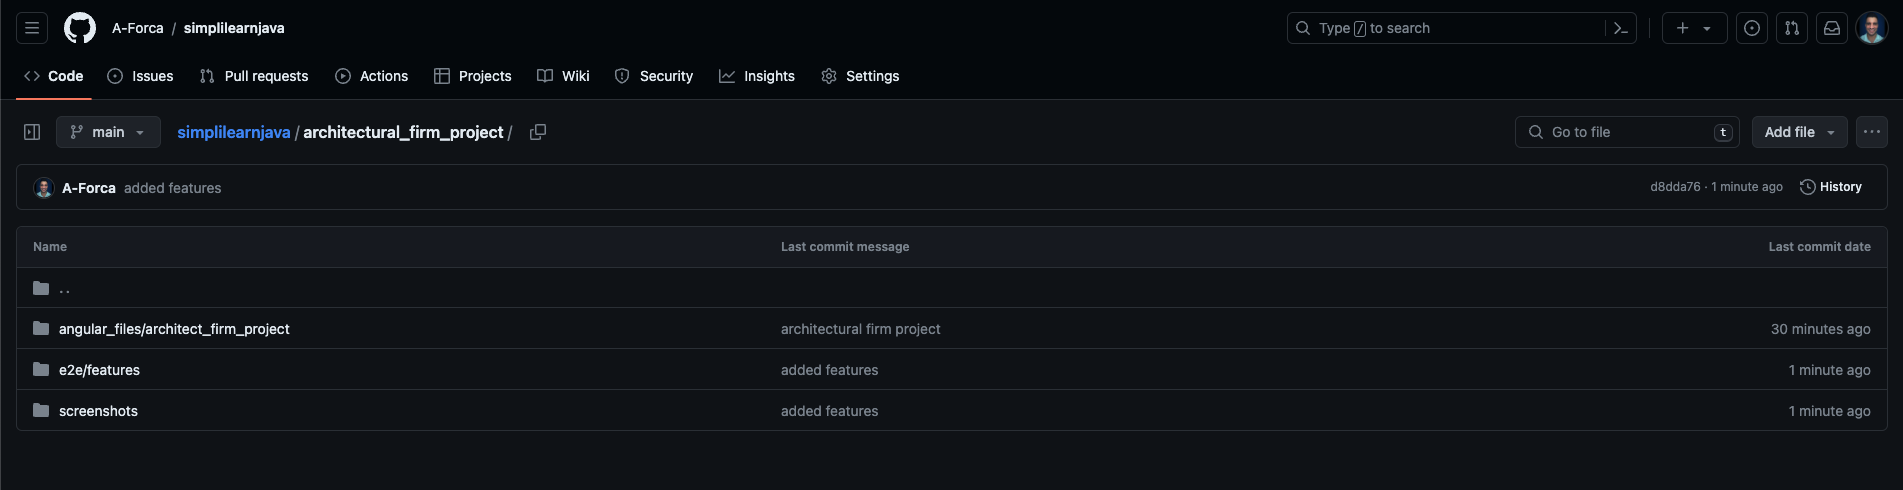 A-Forca / simplilearnjava
Type / to search
Code Issues Pull requests Actions Projects Wiki Security Insights Settings
main simplilearnjava / architectural_firm_project / Go to file t Add file
A-Forca added features d8dda76 · 1 minute ago History
Name Last commit message Last commit date
..
angular_files/architect_firm_project architectural firm project 30 minutes ago
e2e/features added features 1 minute ago
screenshots added features 1 minute ago